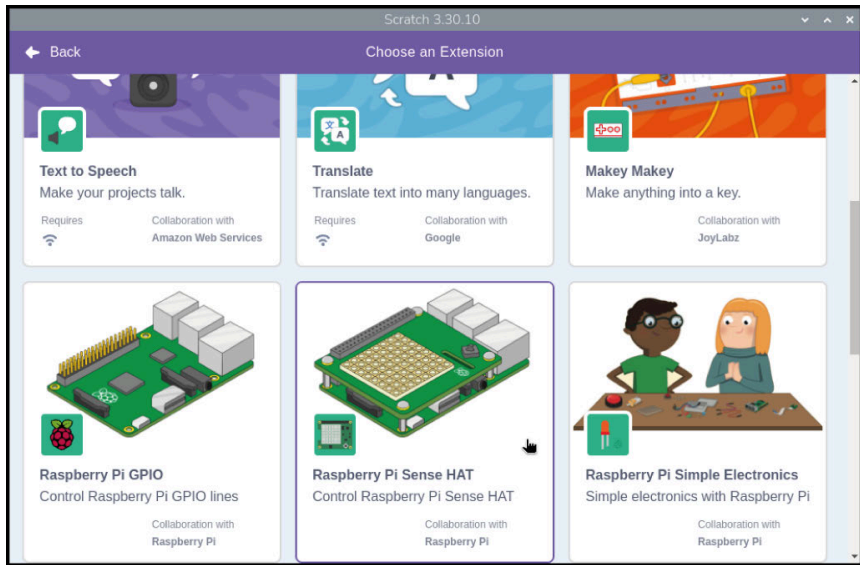 Scratch 3.30.10
Back
Choose an Extension
A
Text to Speech
Make your projects talk.
Requires
Collaboration with
Amazon Web Services
文
A
Translate
Translate text into many languages.
Requires
Collaboration with
Google
Makey Makey
Make anything into a key.
Collaboration with
JoyLabz
Raspberry Pi GPIO
Control Raspberry Pi GPIO lines
Collaboration with
Raspberry Pi
Raspberry Pi Sense HAT
Control Raspberry Pi Sense HAT
Collaboration with
Raspberry Pi
Raspberry Pi Simple Electronics
Simple electronics with Raspberry Pi
Collaboration with
Raspberry Pi